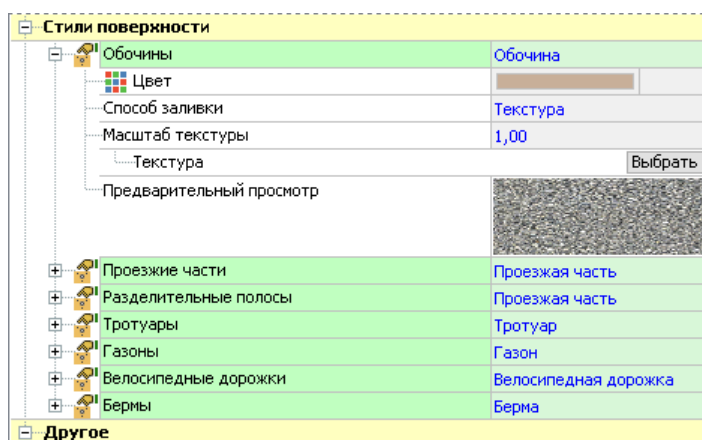 Стили поверхности
Обочины Обочина
Цвет
Способ заливки Текстура
Масштаб текстуры 1,00
Текстура Выбрать
Предварительный просмотр
Проезжие части Проезжая часть
Разделительные полосы Проезжая часть
Тротуары Тротуар
Газоны Газон
Велосипедные дорожки Велосипедная дорожка
Бермы Берма
Другое